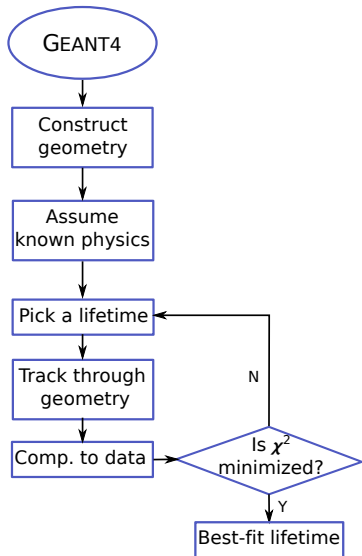 GEANT4
Construct
geometry
Assume
known physics
Pick a lifetime
Track through
geometry
Comp. to data
Is χ²
minimized?
N
Y
Best-fit lifetime